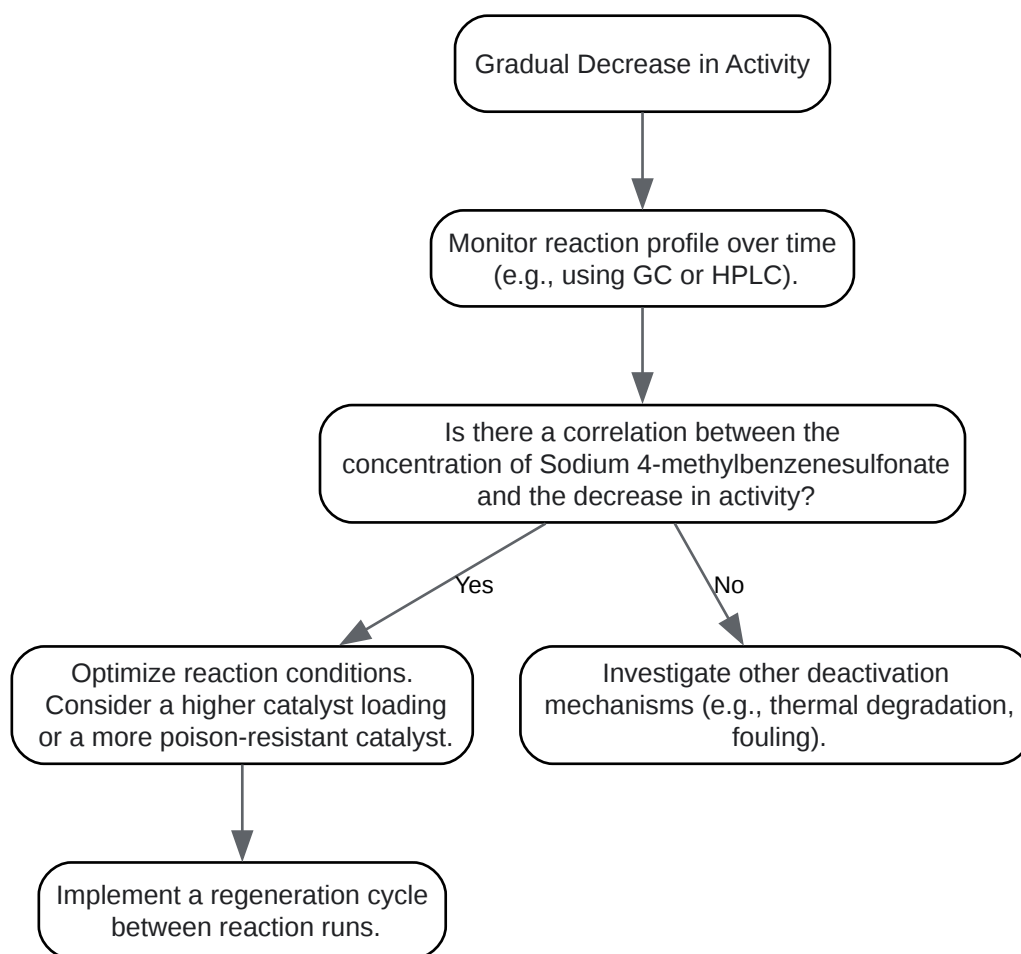 Gradual Decrease in Activity
Monitor reaction profile over time
(e.g., using GC or HPLC).
Is there a correlation between the
concentration of Sodium 4-methylbenzenesulfonate
and the decrease in activity?
Yes
No
Optimize reaction conditions.
Consider a higher catalyst loading
or a more poison-resistant catalyst.
Investigate other deactivation
mechanisms (e.g., thermal degradation,
fouling).
Implement a regeneration cycle
between reaction runs.